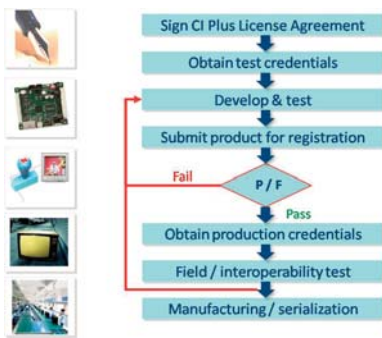 Sign CI Plus License Agreement
Obtain test credentials
Develop & test
Submit product for registration
Fail
P / F
Pass
Obtain production credentials
Field / interoperability test
Manufacturing / serialization